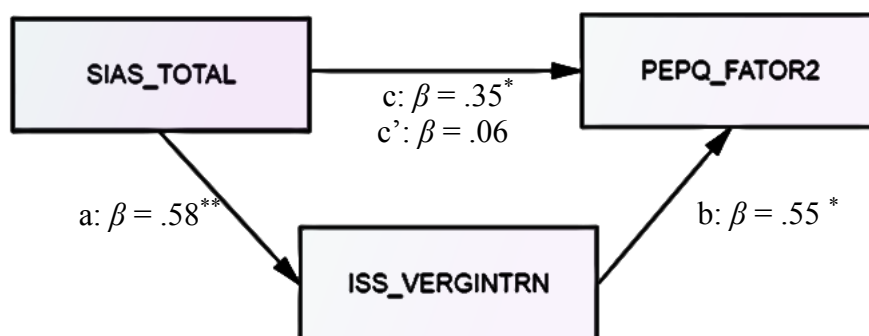 SIAS_TOTAL
PEPQ_FATOR2
c: β = .35*
c’: β = .06
a: β = .58**
b: β = .55 *
ISS_VERGINTRN